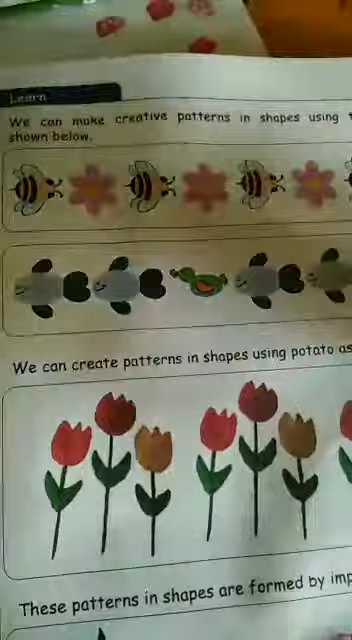 Learn
We can make creative patterns in shapes using
shown below.
We can create patterns in shapes using potato as
These patterns in shapes are formed by imp